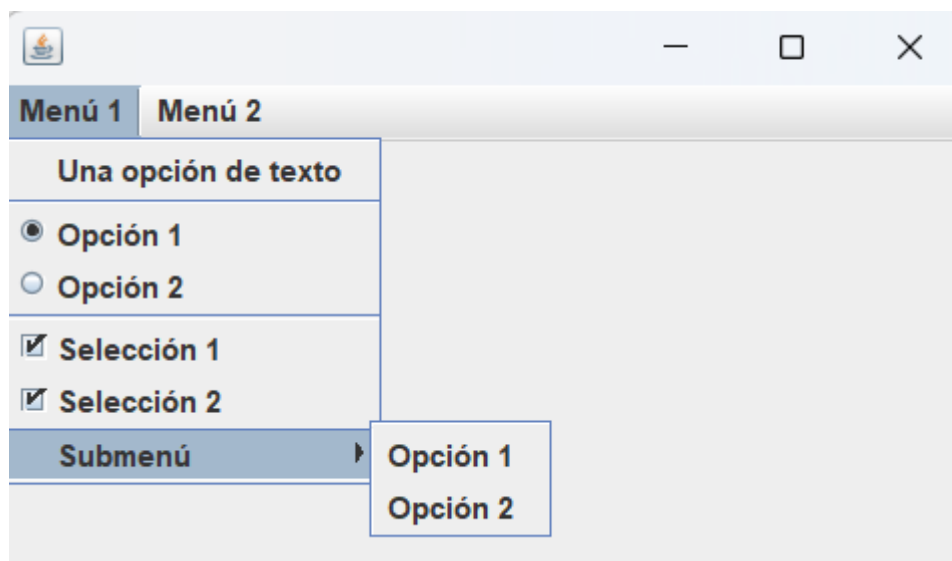 Menú 1 Menú 2
Una opción de texto
Opción 1
Opción 2
Selección 1
Selección 2
Submenú
Opción 1
Opción 2